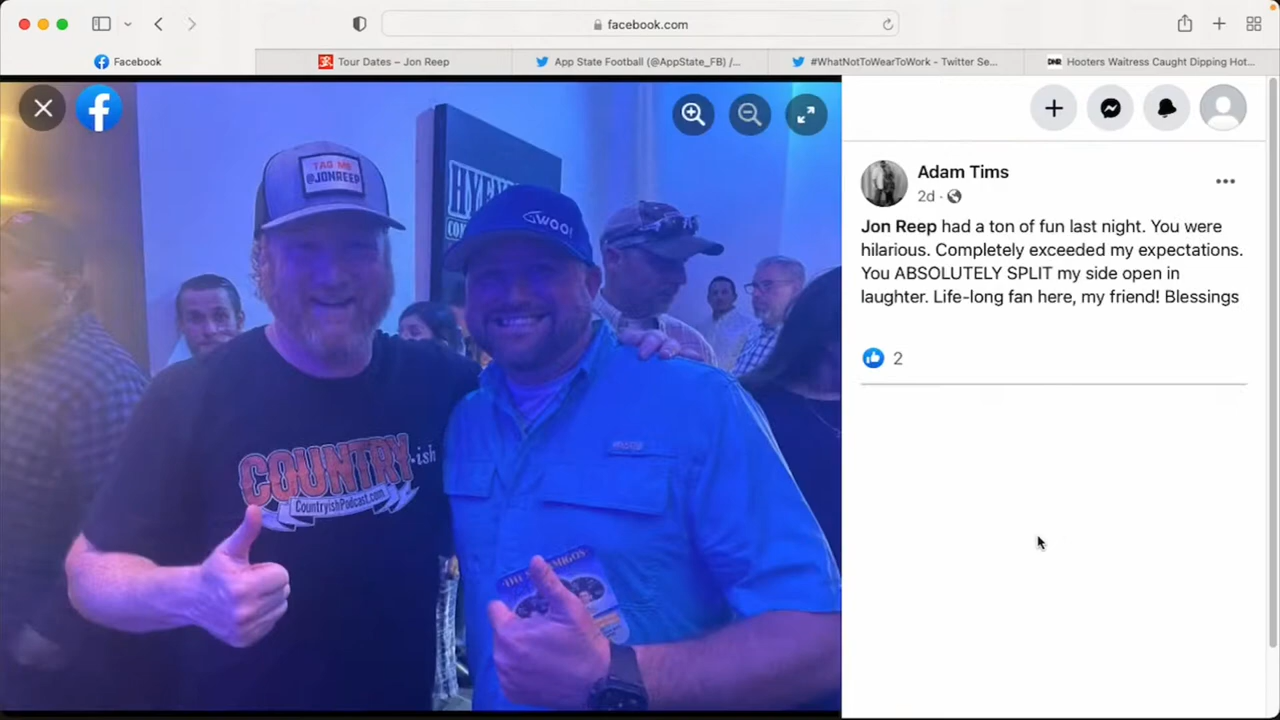 facebook.com
Facebook
Tour Dates – Jon Reep
App State Football (@AppState_FB) /...
#WhatNotToWearToWork - Twitter Se...
DNR
Hooters Waitress Caught Dipping Hot...
TAG ME
@JONREEP
WOO!
COUNTRY-ish
CountryishPodcast.com
Adam Tims
2d ·
Jon Reep had a ton of fun last night. You were
hilarious. Completely exceeded my expectations.
You ABSOLUTELY SPLIT my side open in
laughter. Life-long fan here, my friend! Blessings
2